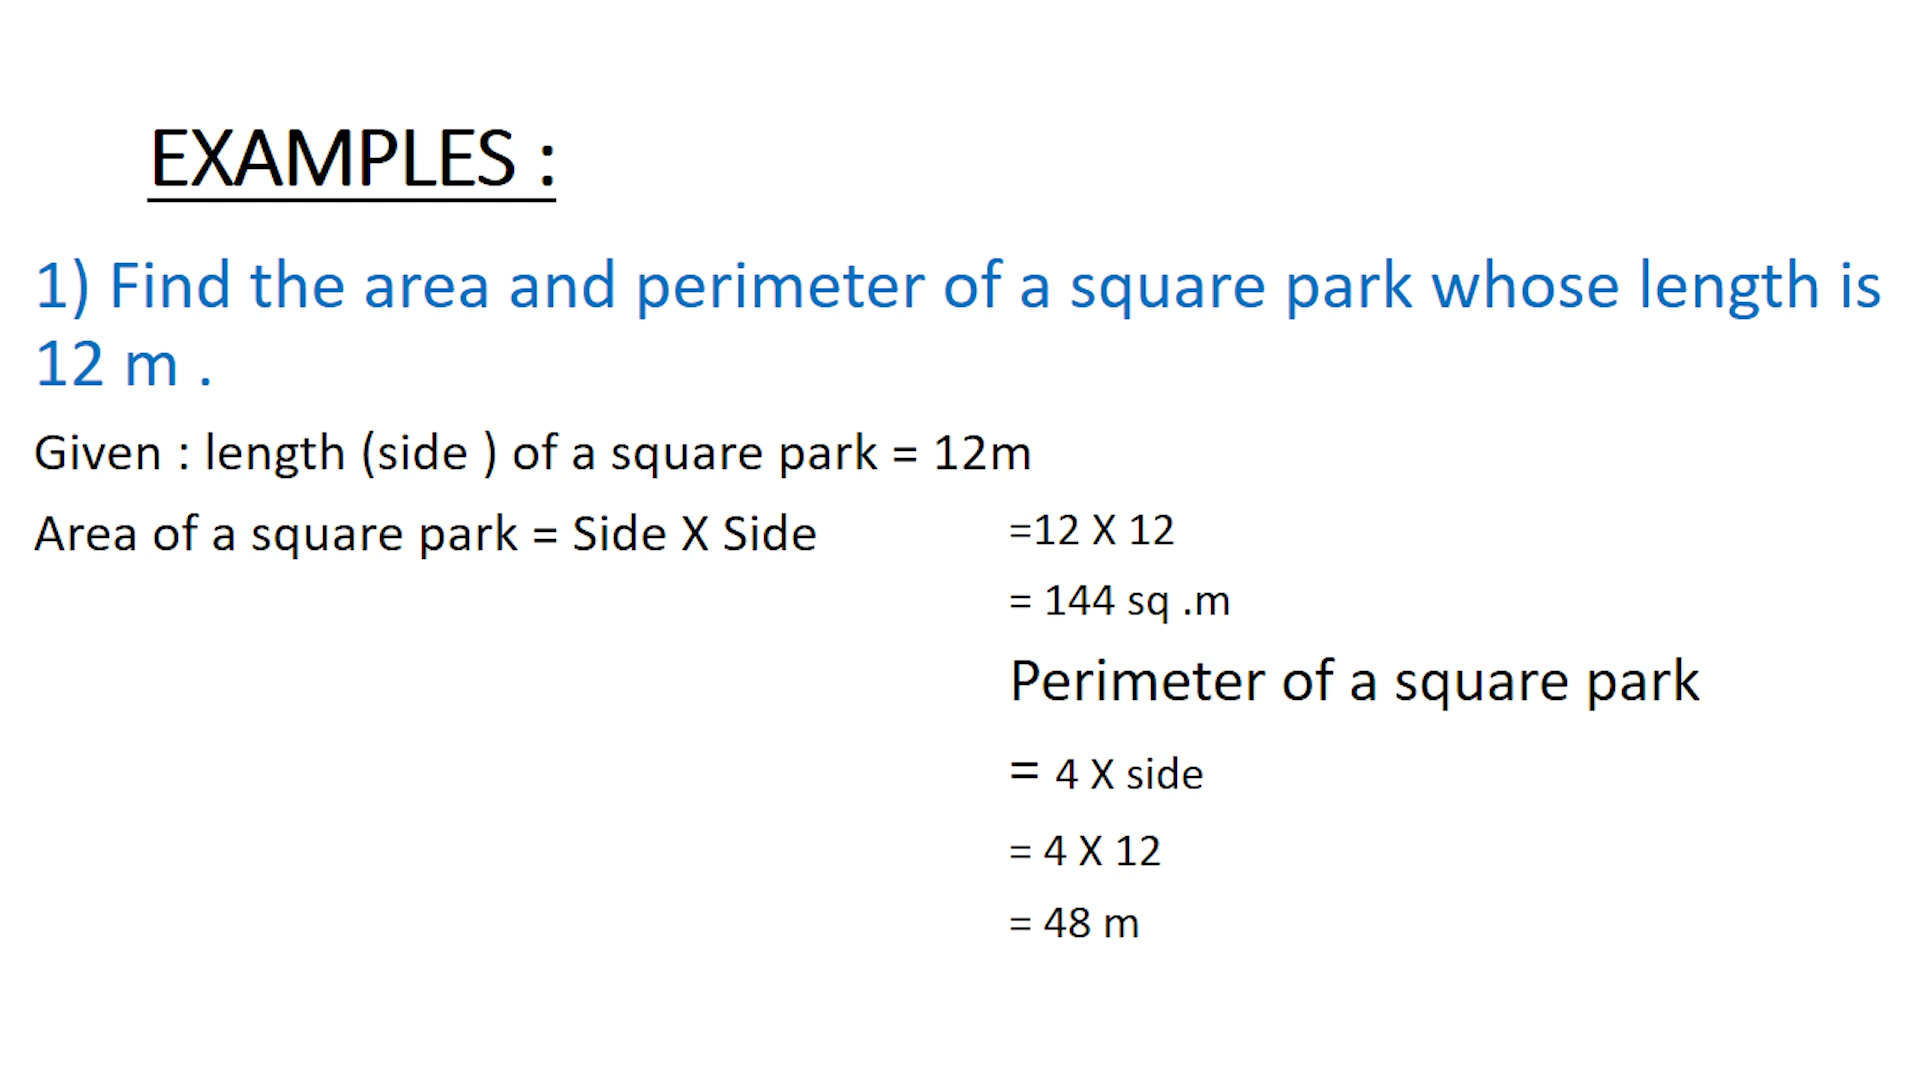 EXAMPLES :
1) Find the area and perimeter of a square park whose length is
12 m .
Given : length (side ) of a square park = 12m
Area of a square park = Side X Side
=12 X 12
= 144 sq .m
Perimeter of a square park
= 4 X side
= 4 X 12
= 48 m